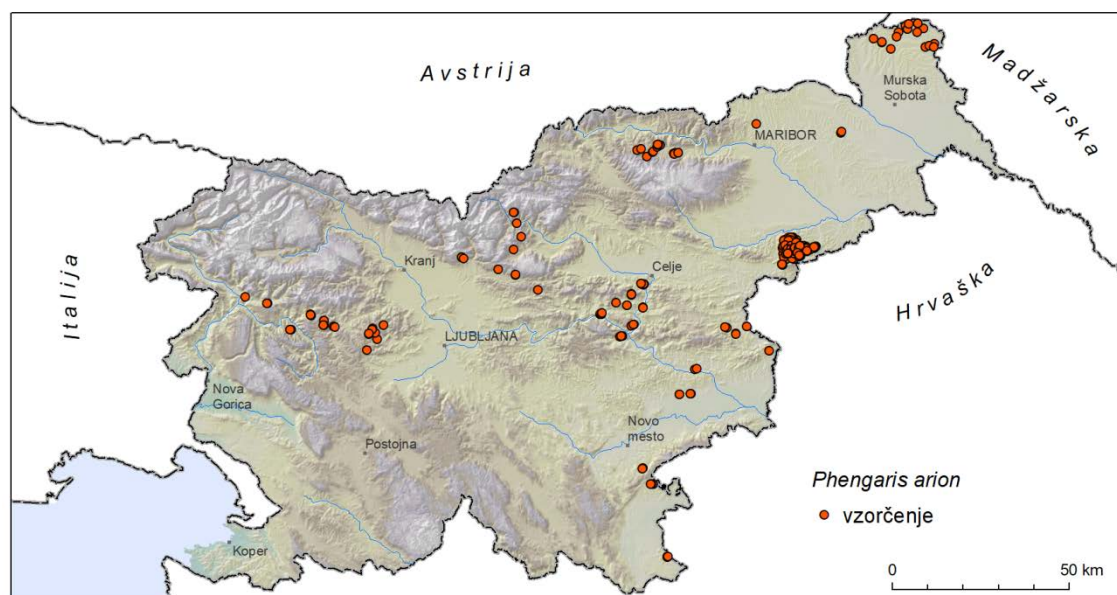 Avstrija
Madžarska
Murska
Sobota
MARIBOR
Kranj
Celje
Italija
Hrvaška
LJUBLJANA
Nova
Gorica
Novo
mesto
Postojna
Phengaris arion
vzorčenje
Koper
0 50 km